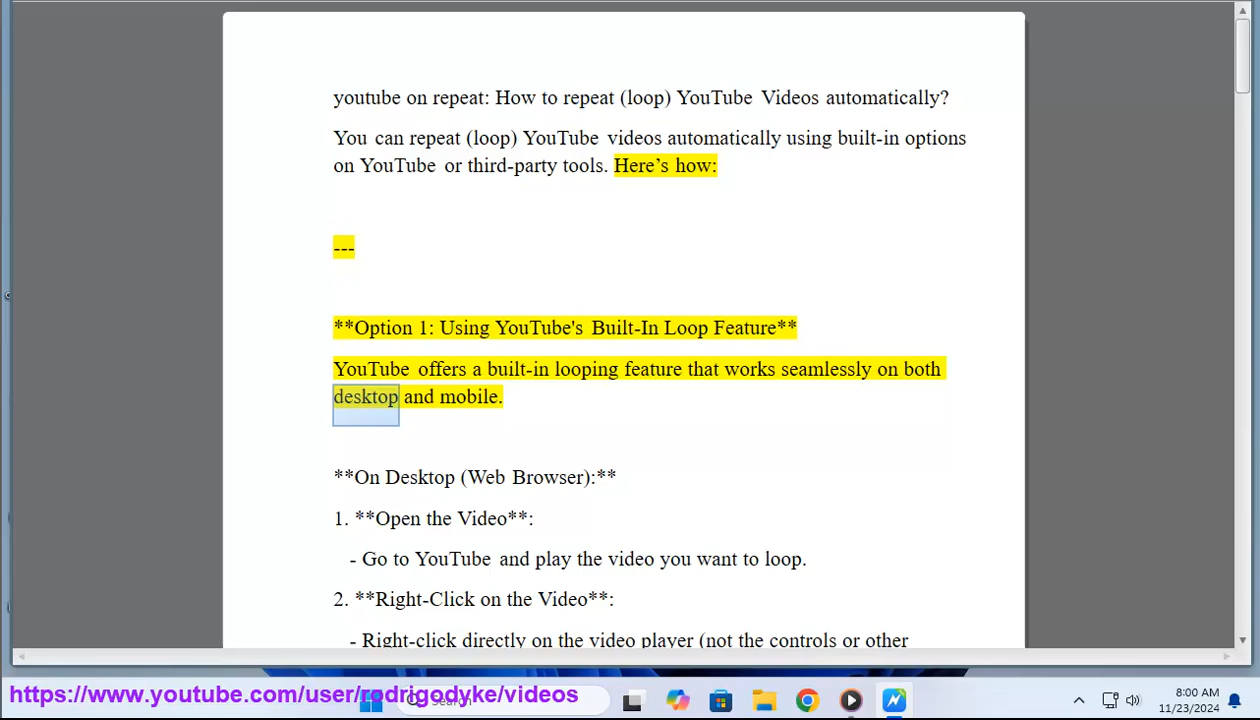 youtube on repeat: How to repeat (loop) YouTube Videos automatically?
You can repeat (loop) YouTube videos automatically using built-in options
on YouTube or third-party tools. Here’s how:
---
**Option 1: Using YouTube's Built-In Loop Feature**
YouTube offers a built-in looping feature that works seamlessly on both
desktop and mobile.
**On Desktop (Web Browser):**
1. **Open the Video**:
- Go to YouTube and play the video you want to loop.
2. **Right-Click on the Video**:
- Right-click directly on the video player (not the controls or other
https://www.youtube.com/user/rodrigodyke/videos
Search
8:00 AM
11/23/2024